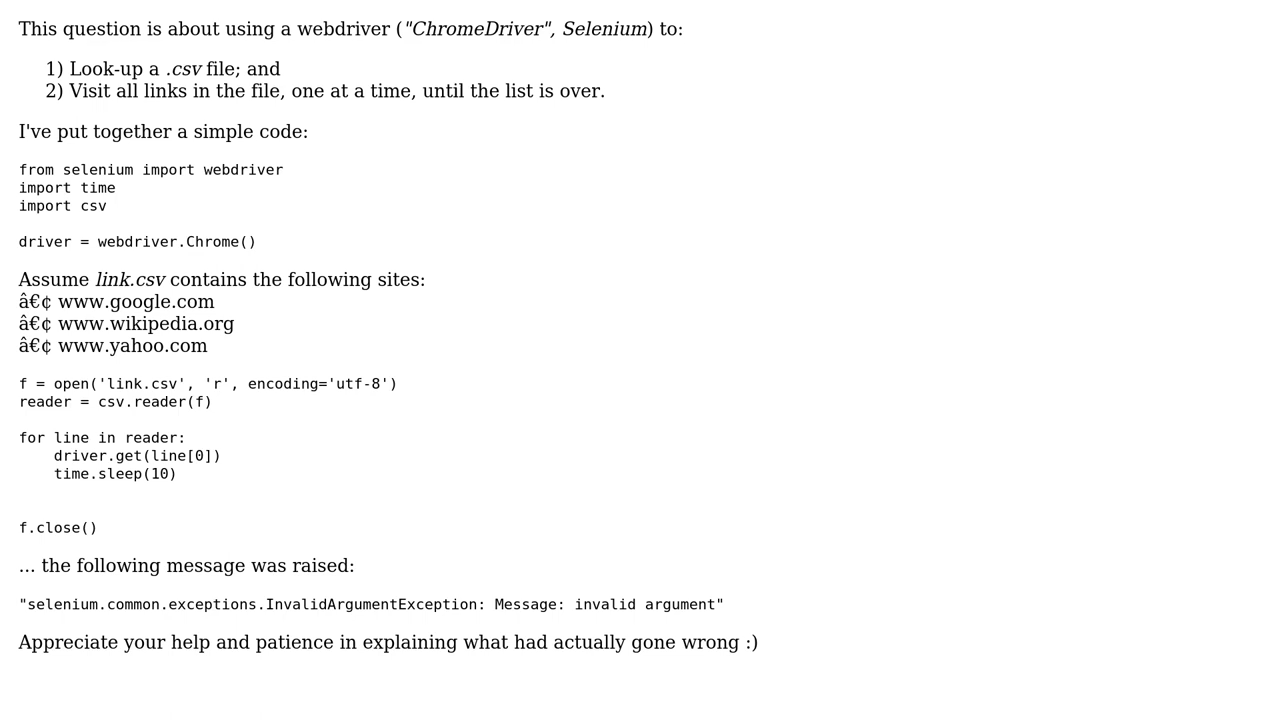 This question is about using a webdriver ("ChromeDriver", Selenium) to:
1) Look-up a .csv file; and
2) Visit all links in the file, one at a time, until the list is over.
I've put together a simple code:
from selenium import webdriver
import time
import csv
driver = webdriver.Chrome()
Assume link.csv contains the following sites:
â€¢ www.google.com
â€¢ www.wikipedia.org
â€¢ www.yahoo.com
f = open('link.csv', 'r', encoding='utf-8')
reader = csv.reader(f)
for line in reader:
    driver.get(line[0])
    time.sleep(10)
f.close()
... the following message was raised:
"selenium.common.exceptions.InvalidArgumentException: Message: invalid argument"
Appreciate your help and patience in explaining what had actually gone wrong :)